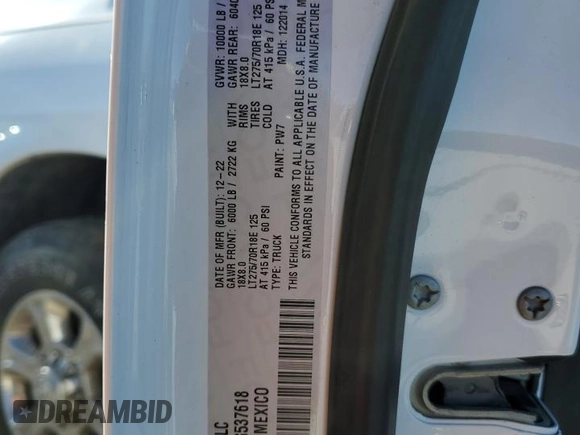 LC
537618
MEXICO
DATE OF MFR (BUILT): 12-22
GAWR FRONT: 6000 LB / 2722 KG
18X8.0
LT275/70R18E 125
AT 415 kPa / 60 PSI
TYPE: TRUCK
WITH
RIMS
TIRES
COLD
PAINT: PW7
GVWR: 10000 LB /
GAWR REAR: 6040
18X8.0
LT275/70R18E 125
AT 415 kPa / 60 PSI
MDH: 122014
THIS VEHICLE CONFORMS TO ALL APPLICABLE U.S.A. FEDERAL M
STANDARDS IN EFFECT ON THE DATE OF MANUFACTURE
AUTOBIDMASTER